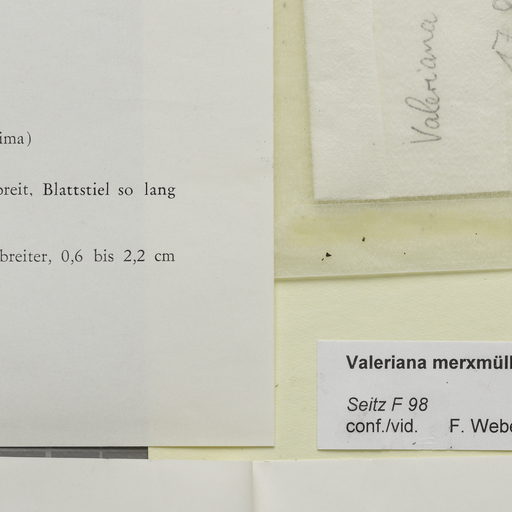 ima)
breit, Blattstiel so lang
breiter, 0,6 bis 2,2 cm
Valeriana
17
Valeriana merxmüll
Seitz F 98
conf./vid. F. Webe